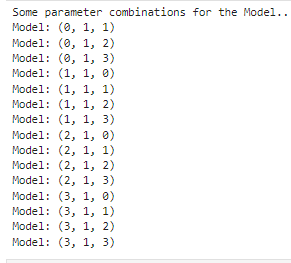 Some parameter combinations for the Model..
Model: (0, 1, 1)
Model: (0, 1, 2)
Model: (0, 1, 3)
Model: (1, 1, 0)
Model: (1, 1, 1)
Model: (1, 1, 2)
Model: (1, 1, 3)
Model: (2, 1, 0)
Model: (2, 1, 1)
Model: (2, 1, 2)
Model: (2, 1, 3)
Model: (3, 1, 0)
Model: (3, 1, 1)
Model: (3, 1, 2)
Model: (3, 1, 3)